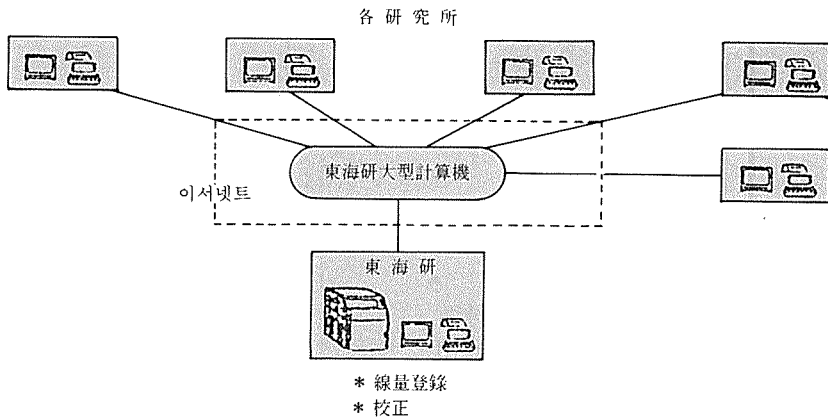 各 研 究 所
東海研大型計算機
이서넷트
東 海 研
* 線量登錄
* 校正